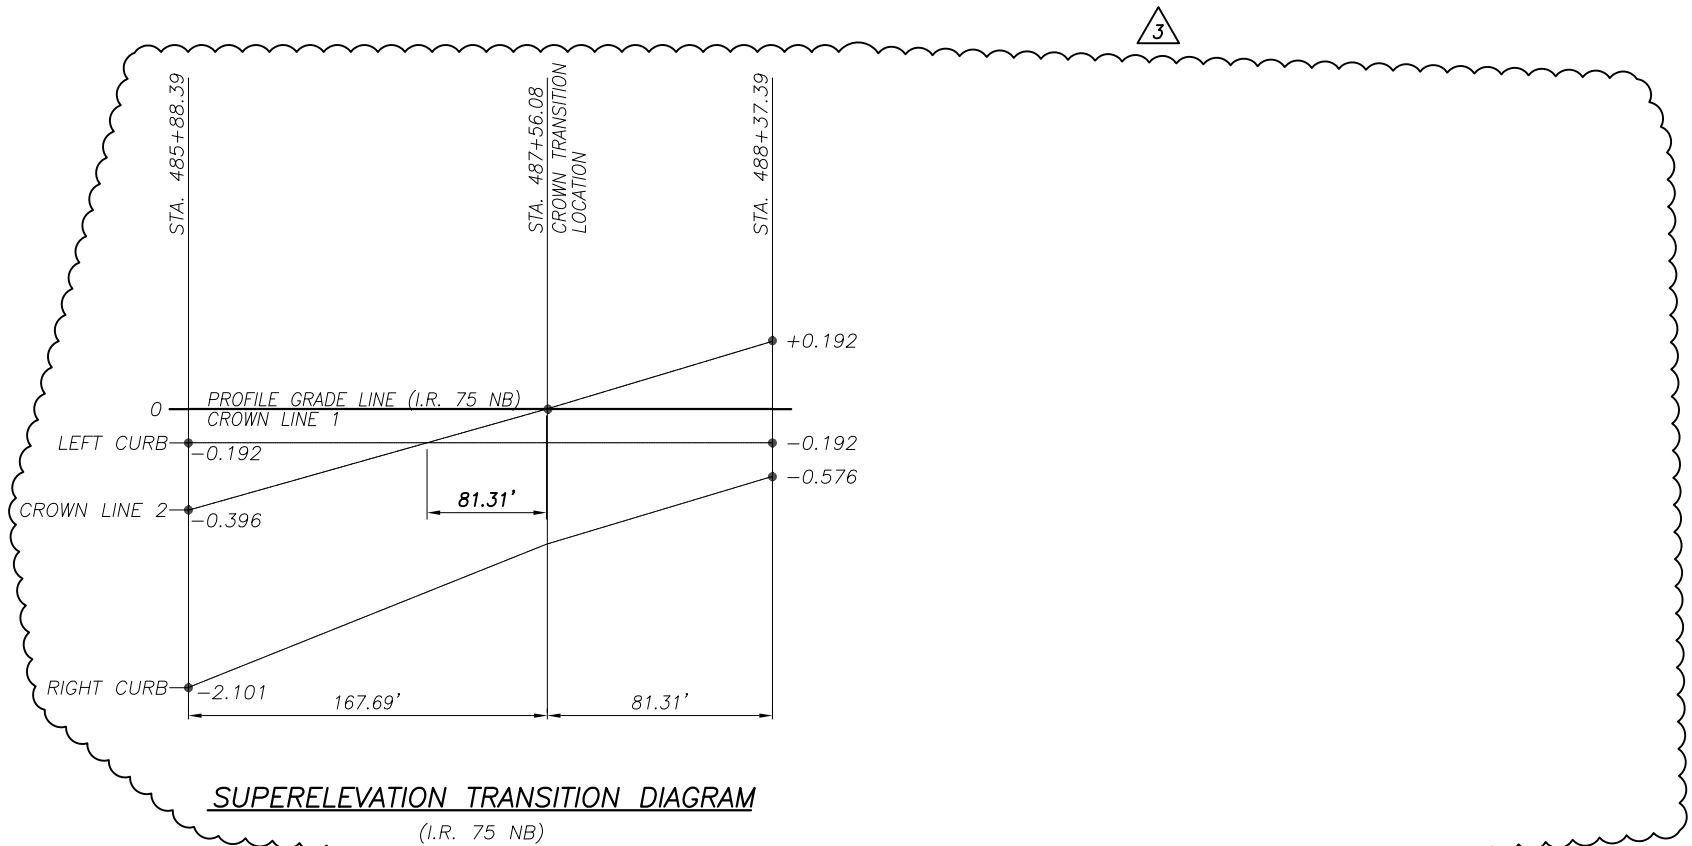 3
STA. 485+88.39
STA. 487+56.08
CROWN TRANSITION
LOCATION
STA. 488+37.39
+0.192
0
PROFILE GRADE LINE (I.R. 75 NB)
CROWN LINE 1
LEFT CURB
-0.192
-0.192
-0.576
CROWN LINE 2
-0.396
81.31'
RIGHT CURB
-2.101
167.69'
81.31'
SUPERELEVATION TRANSITION DIAGRAM
(I.R. 75 NB)